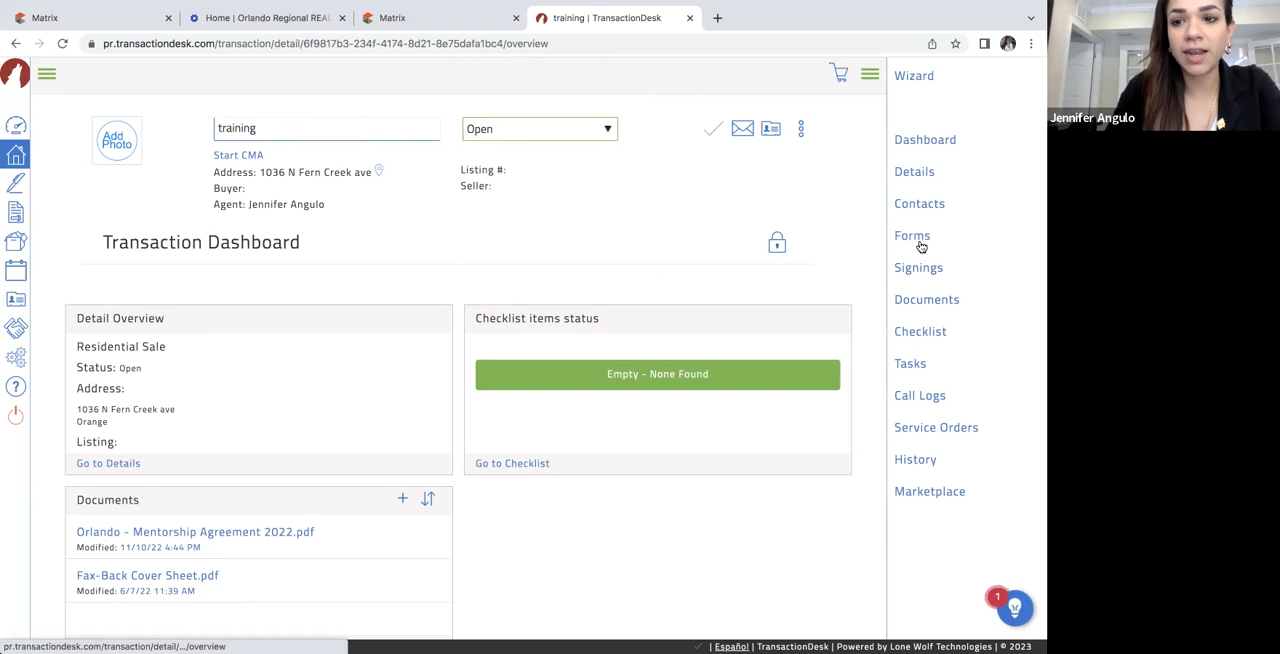 Matrix
Home | Orlando Regional REAL
Matrix
training | TransactionDesk
pr.transactiondesk.com/transaction/detail/6f9817b3-234f-4174-8d21-8e75dafa1bc4/overview
Jennifer Angulo
Add
Photo
training
Open
Start CMA
Address: 1036 N Fern Creek ave
Buyer:
Agent: Jennifer Angulo
Listing #:
Seller:
Transaction Dashboard
Detail Overview
Residential Sale
Status: Open
Address:
1036 N Fern Creek ave
Orange
Listing:
Go to Details
Checklist items status
Empty - None Found
Go to Checklist
Documents
Orlando - Mentorship Agreement 2022.pdf
Modified: 11/10/22 4:44 PM
Fax-Back Cover Sheet.pdf
Modified: 6/7/22 11:39 AM
Wizard
Dashboard
Details
Contacts
Forms
Signings
Documents
Checklist
Tasks
Call Logs
Service Orders
History
Marketplace
1
pr.transactiondesk.com/transaction/detail/.../overview
| Español | TransactionDesk | Powered by Lone Wolf Technologies | © 2023